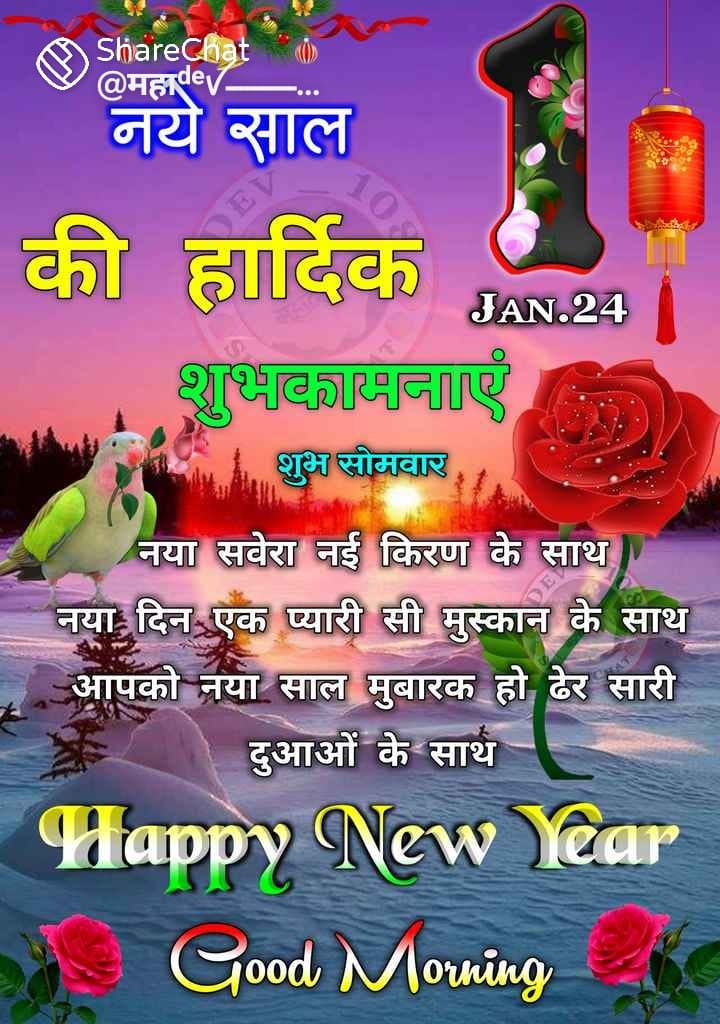 ShareChat
@महाdev
नये साल
1
की हार्दिक
JAN.24
शुभकामनाएं
शुभ सोमवार
नया सवेरा नई किरण के साथ
नया दिन एक प्यारी सी मुस्कान के साथ
आपको नया साल मुबारक हो ढेर सारी
दुआओं के साथ
Happy New Year
Good Morning